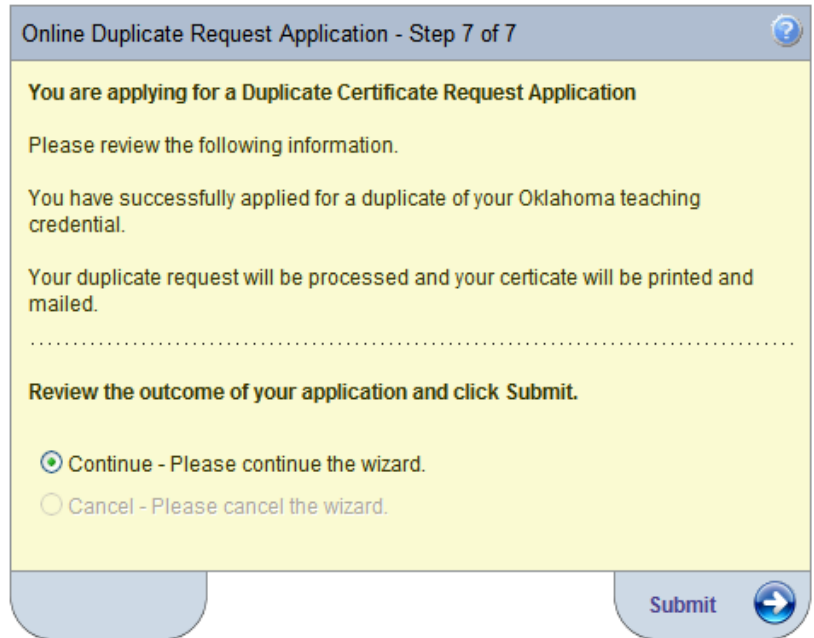 Online Duplicate Request Application - Step 7 of 7
You are applying for a Duplicate Certificate Request Application
Please review the following information.
You have successfully applied for a duplicate of your Oklahoma teaching
credential.
Your duplicate request will be processed and your certicate will be printed and
mailed.
Review the outcome of your application and click Submit.
Continue - Please continue the wizard.
Cancel - Please cancel the wizard.
Submit